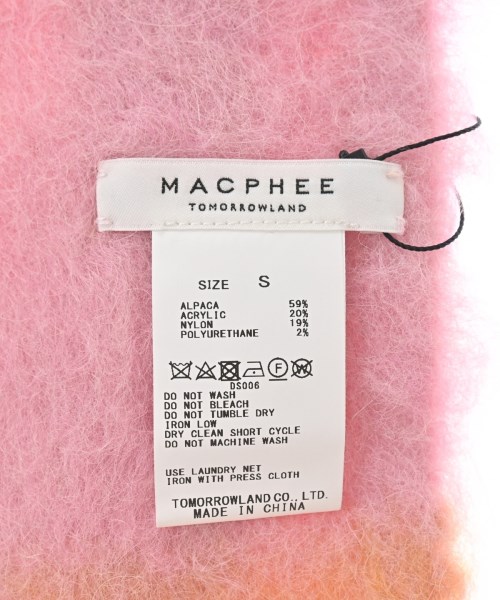 MACPHEE
TOMORROWLAND
SIZE S
ALPACA 59%
ACRYLIC 20%
NYLON 19%
POLYURETHANE 2%
F W
DS006
DO NOT WASH
DO NOT BLEACH
DO NOT TUMBLE DRY
IRON LOW
DRY CLEAN SHORT CYCLE
DO NOT MACHINE WASH
USE LAUNDRY NET
IRON WITH PRESS CLOTH
TOMORROWLAND CO., LTD.
MADE IN CHINA